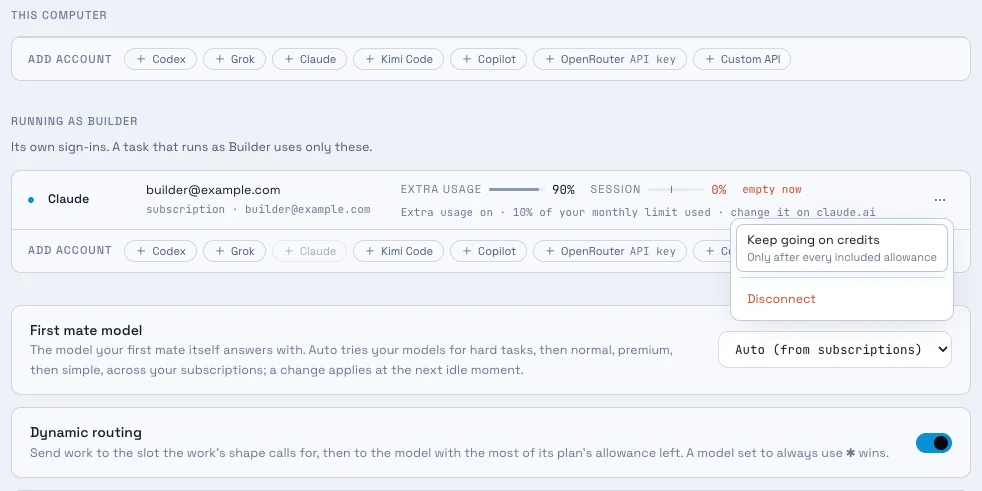 THIS COMPUTER
ADD ACCOUNT + Codex + Grok + Claude + Kimi Code + Copilot + OpenRouter API key + Custom API
RUNNING AS BUILDER
Its own sign-ins. A task that runs as Builder uses only these.
Claude builder@example.com EXTRA USAGE 90% SESSION 0% empty now ...
subscription · builder@example.com Extra usage on · 10% of your monthly limit used · change it on claude.ai
ADD ACCOUNT + Codex + Grok + Claude + Kimi Code + Copilot + OpenRouter API key
Keep going on credits
Only after every included allowance
Disconnect
First mate model
The model your first mate itself answers with. Auto tries your models for hard tasks, then normal, premium,
then simple, across your subscriptions; a change applies at the next idle moment.
Auto (from subscriptions)
Dynamic routing
Send work to the slot the work's shape calls for, then to the model with the most of its plan's allowance left. A model set to always use ✱ wins.